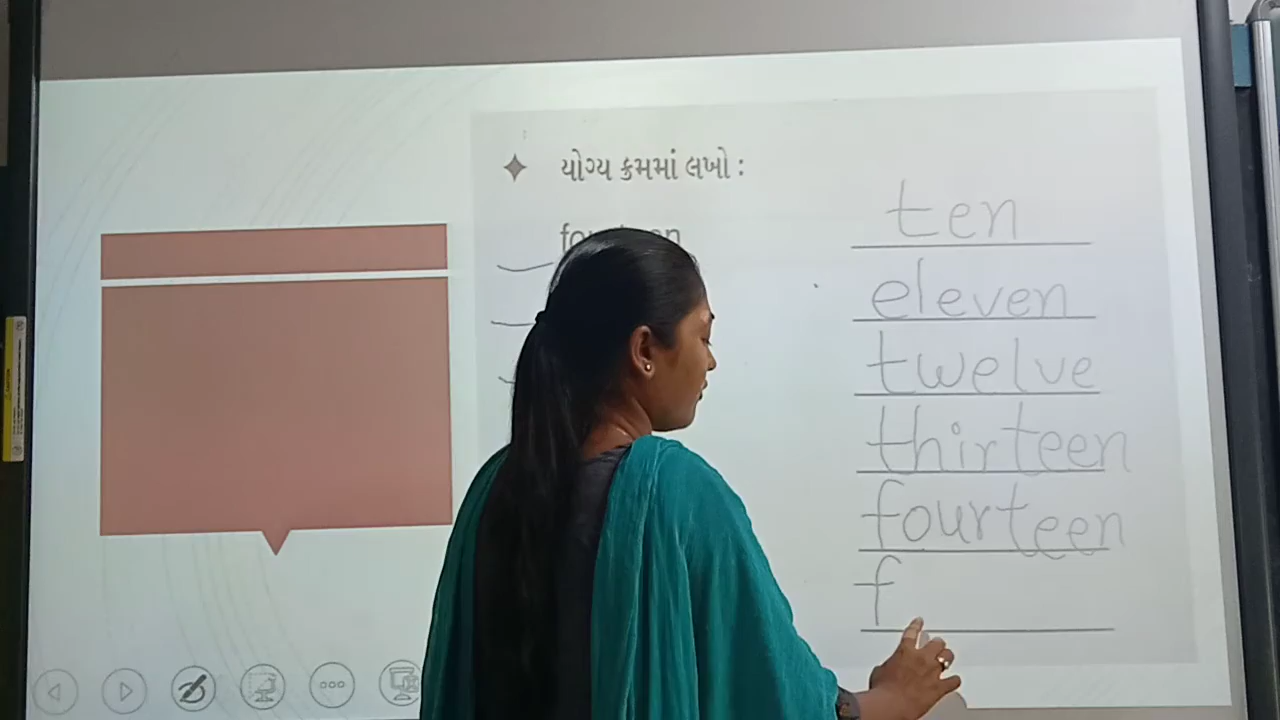 યોગ્ય ક્રમમાં લખો :
ten
eleven
twelve
thirteen
fourteen
f